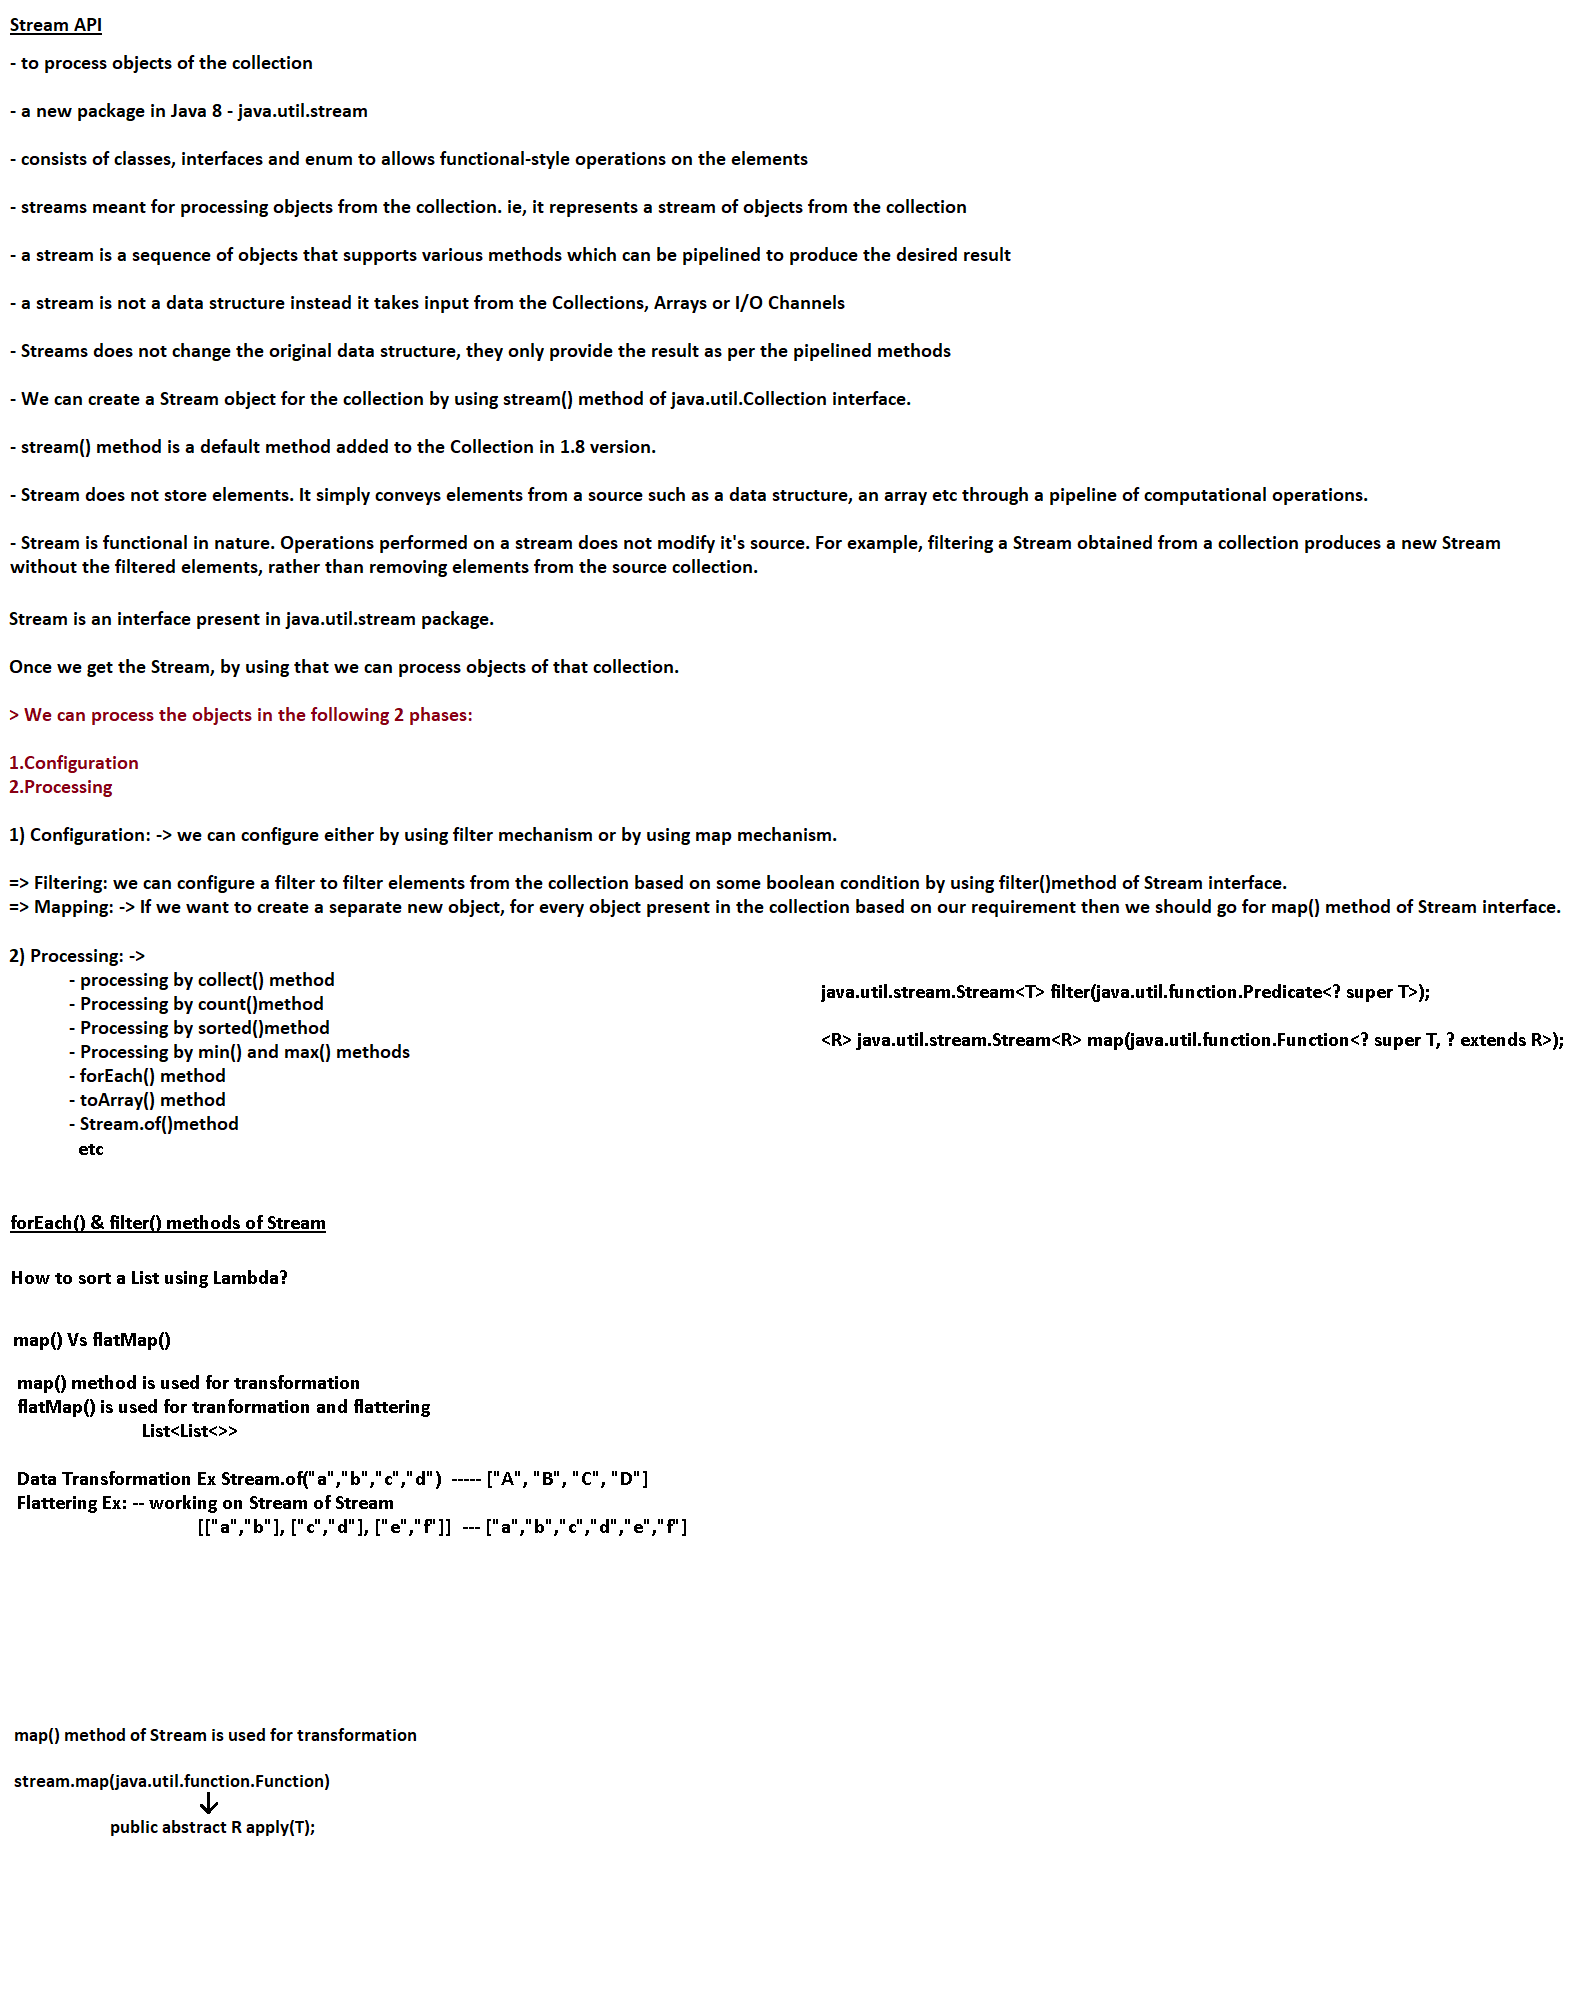 Stream API
- to process objects of the collection
- a new package in Java 8 - java.util.stream
- consists of classes, interfaces and enum to allows functional-style operations on the elements
- streams meant for processing objects from the collection. ie, it represents a stream of objects from the collection
- a stream is a sequence of objects that supports various methods which can be pipelined to produce the desired result
- a stream is not a data structure instead it takes input from the Collections, Arrays or I/O Channels
- Streams does not change the original data structure, they only provide the result as per the pipelined methods
- We can create a Stream object for the collection by using stream() method of java.util.Collection interface.
- stream() method is a default method added to the Collection in 1.8 version.
- Stream does not store elements. It simply conveys elements from a source such as a data structure, an array etc through a pipeline of computational operations.
- Stream is functional in nature. Operations performed on a stream does not modify it's source. For example, filtering a Stream obtained from a collection produces a new Stream
without the filtered elements, rather than removing elements from the source collection.
Stream is an interface present in java.util.stream package.
Once we get the Stream, by using that we can process objects of that collection.
> We can process the objects in the following 2 phases:
1.Configuration
2.Processing
1) Configuration: -> we can configure either by using filter mechanism or by using map mechanism.
=> Filtering: we can configure a filter to filter elements from the collection based on some boolean condition by using filter()method of Stream interface.
=> Mapping: -> If we want to create a separate new object, for every object present in the collection based on our requirement then we should go for map() method of Stream interface.
2) Processing: ->
- processing by collect() method
- Processing by count()method
- Processing by sorted()method
- Processing by min() and max() methods
- forEach() method
- toArray() method
- Stream.of()method
etc
java.util.stream.Stream<T> filter(java.util.function.Predicate<? super T>);
<R> java.util.stream.Stream<R> map(java.util.function.Function<? super T, ? extends R>);
forEach() & filter() methods of Stream
How to sort a List using Lambda?
map() Vs flatMap()
map() method is used for transformation
flatMap() is used for tranformation and flattering
List<List<>>
Data Transformation Ex Stream.of("a","b","c","d") ----- ["A", "B", "C", "D"]
Flattering Ex: -- working on Stream of Stream
[["a","b"], ["c","d"], ["e","f"]] --- ["a","b","c","d","e","f"]
map() method of Stream is used for transformation
stream.map(java.util.function.Function)
public abstract R apply(T);